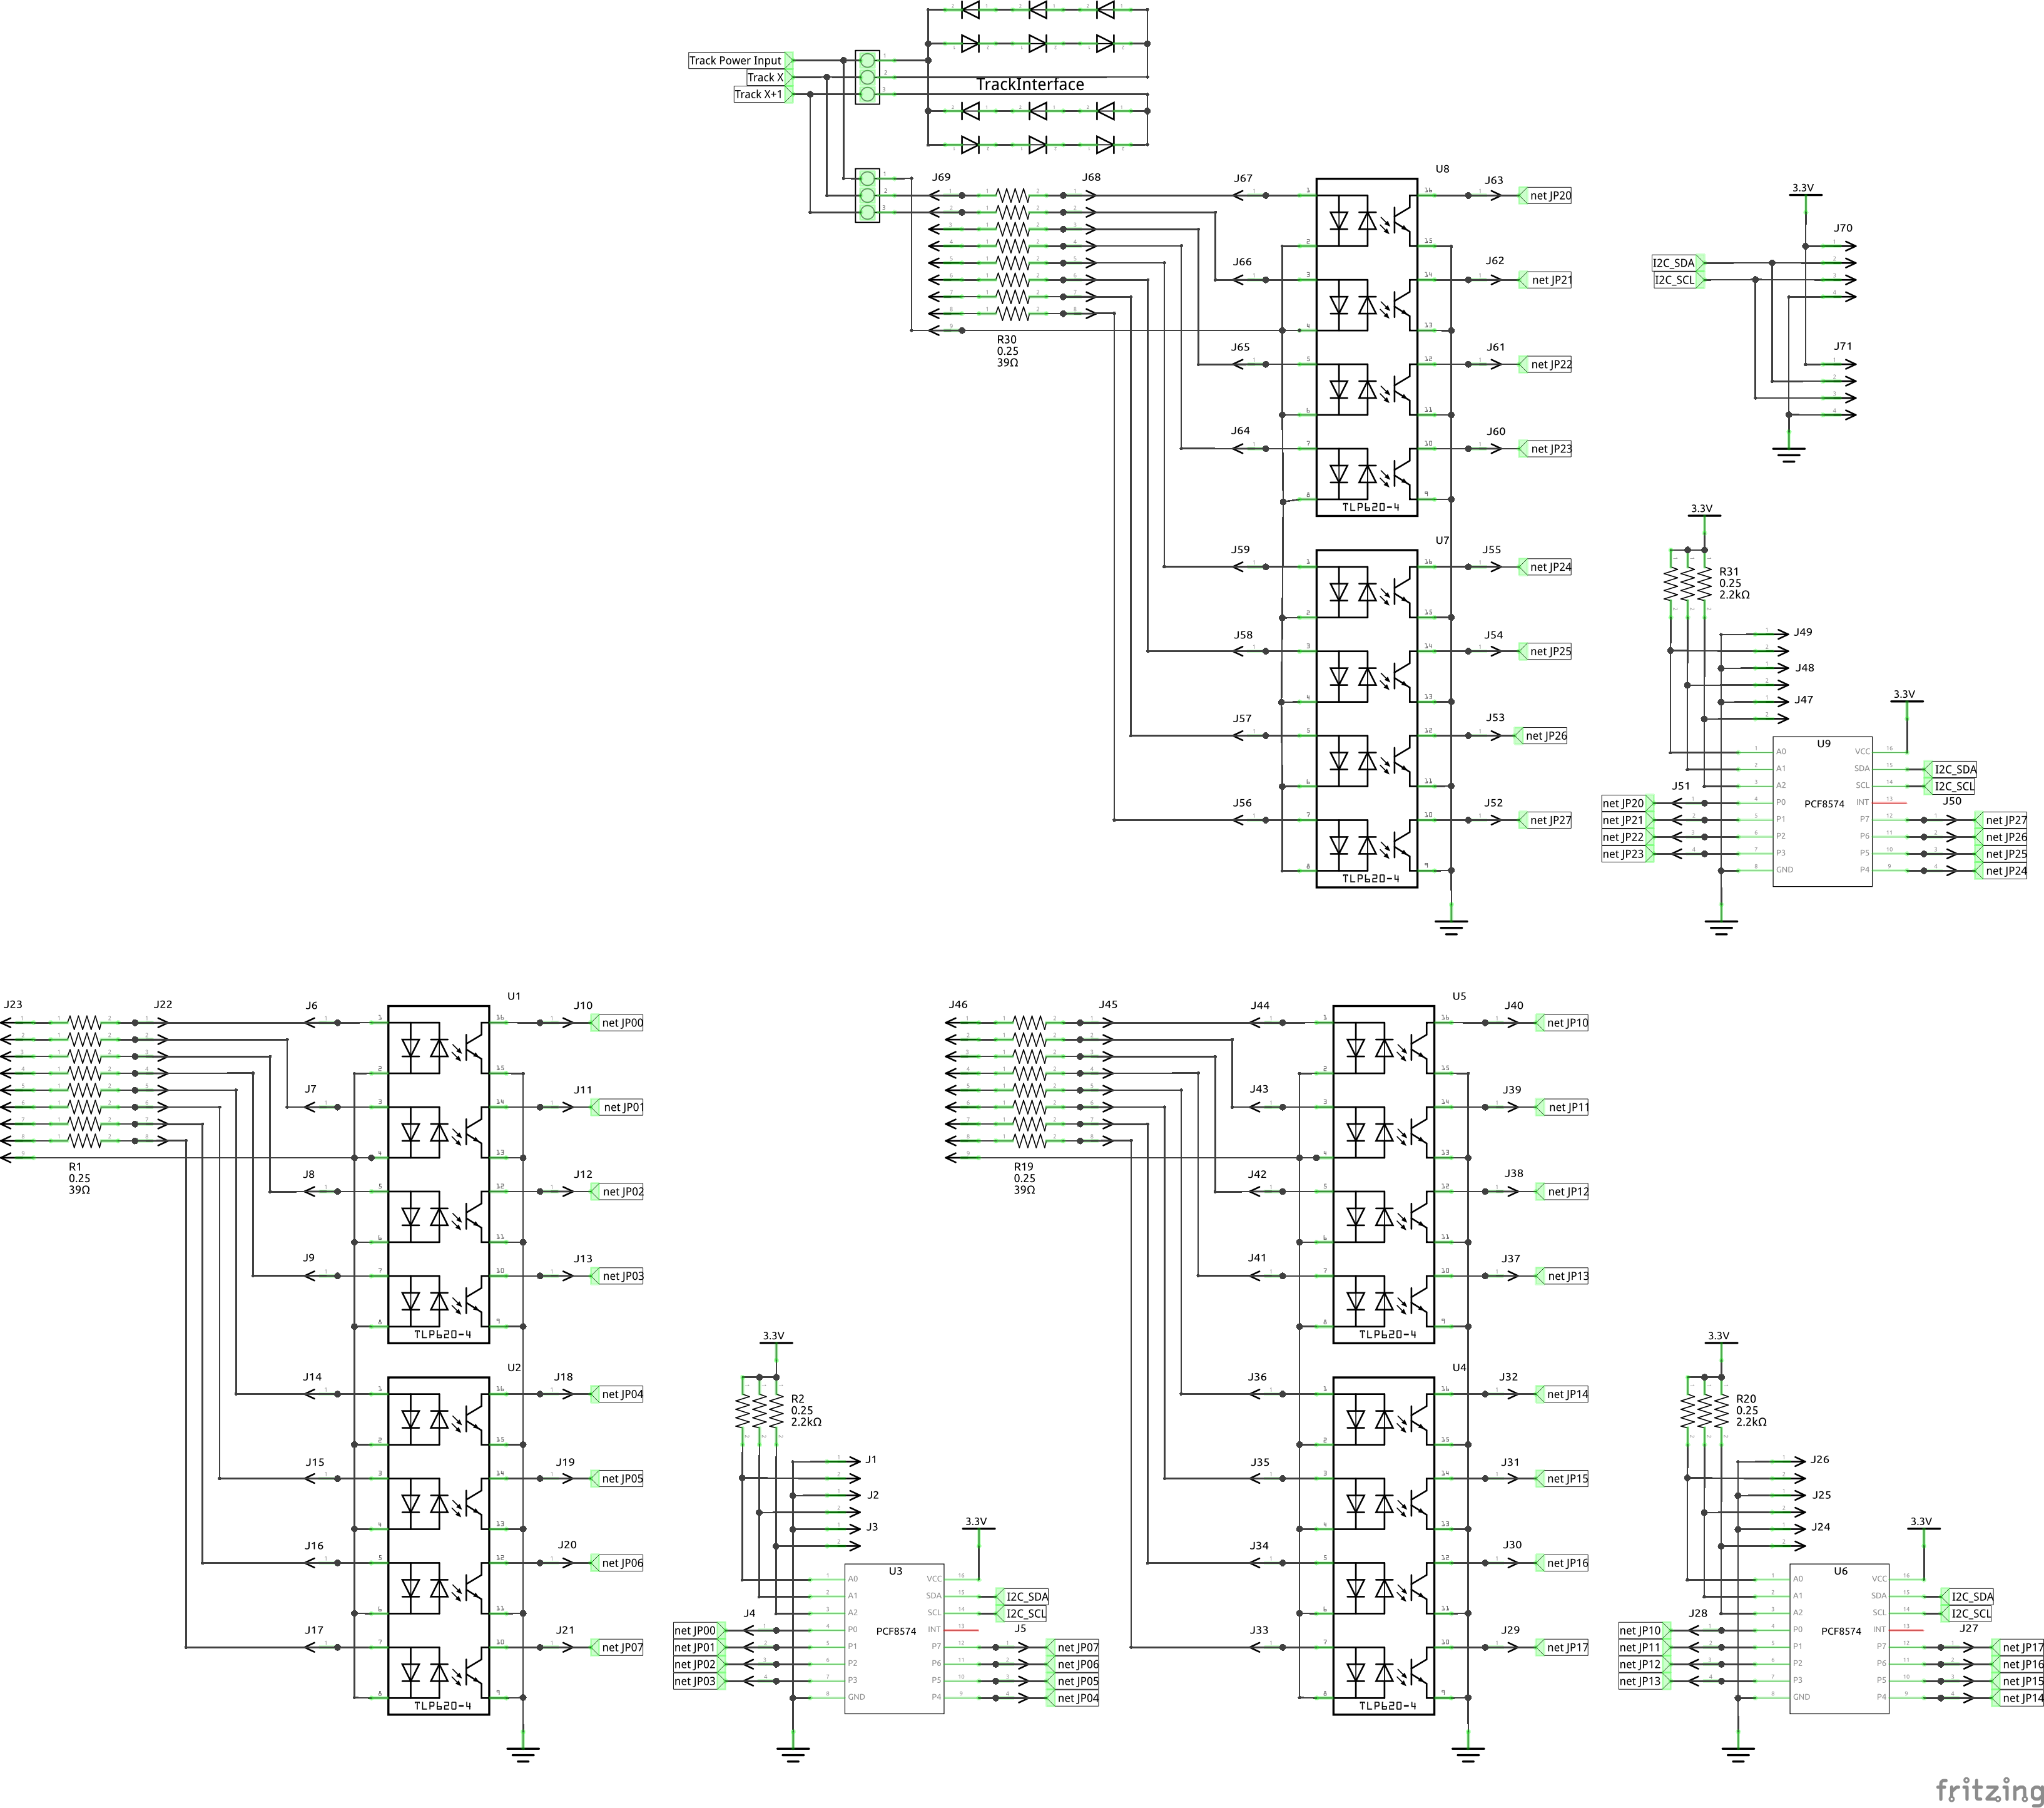 Track Power Input
Track X
Track X+1
TrackInterface
J69
J68
J67
U8
J63
net JP20
J66
J62
net JP21
R30
0.25
39Ω
J65
J61
net JP22
J64
J60
net JP23
TLP620-4
3.3V
J70
I2C_SDA
I2C_SCL
J71
U7
J59
J55
net JP24
J58
J54
net JP25
J57
J53
net JP26
J56
J52
net JP27
TLP620-4
3.3V
R31
0.25
2.2kΩ
J49
J48
J47
3.3V
U9
A0
VCC
A1
SDA
I2C_SDA
A2
SCL
I2C_SCL
J51
PCF8574
J50
net JP20
P0
INT
net JP21
P1
P7
net JP27
net JP22
P2
P6
net JP26
net JP23
P3
P5
net JP25
GND
P4
net JP24
J23
J22
J6
U1
J10
net JP00
J7
J11
net JP01
R1
0.25
39Ω
J8
J12
net JP02
J9
J13
net JP03
TLP620-4
U2
J14
J18
net JP04
J15
J19
net JP05
J16
J20
net JP06
J17
J21
net JP07
TLP620-4
3.3V
R2
0.25
2.2kΩ
J1
J2
J3
3.3V
U3
A0
VCC
A1
SDA
I2C_SDA
A2
SCL
I2C_SCL
J4
PCF8574
J5
net JP00
P0
INT
net JP01
P1
P7
net JP07
net JP02
P2
P6
net JP06
net JP03
P3
P5
net JP05
GND
P4
net JP04
J46
J45
J44
U5
J40
net JP10
J43
J39
net JP11
R19
0.25
39Ω
J42
J38
net JP12
J41
J37
net JP13
TLP620-4
U4
J36
J32
net JP14
J35
J31
net JP15
J34
J30
net JP16
J33
J29
net JP17
TLP620-4
3.3V
R20
0.25
2.2kΩ
J26
J25
J24
3.3V
U6
A0
VCC
A1
SDA
I2C_SDA
A2
SCL
I2C_SCL
J28
PCF8574
J27
net JP10
P0
INT
net JP11
P1
P7
net JP17
net JP12
P2
P6
net JP16
net JP13
P3
P5
net JP15
GND
P4
net JP14
fritzing